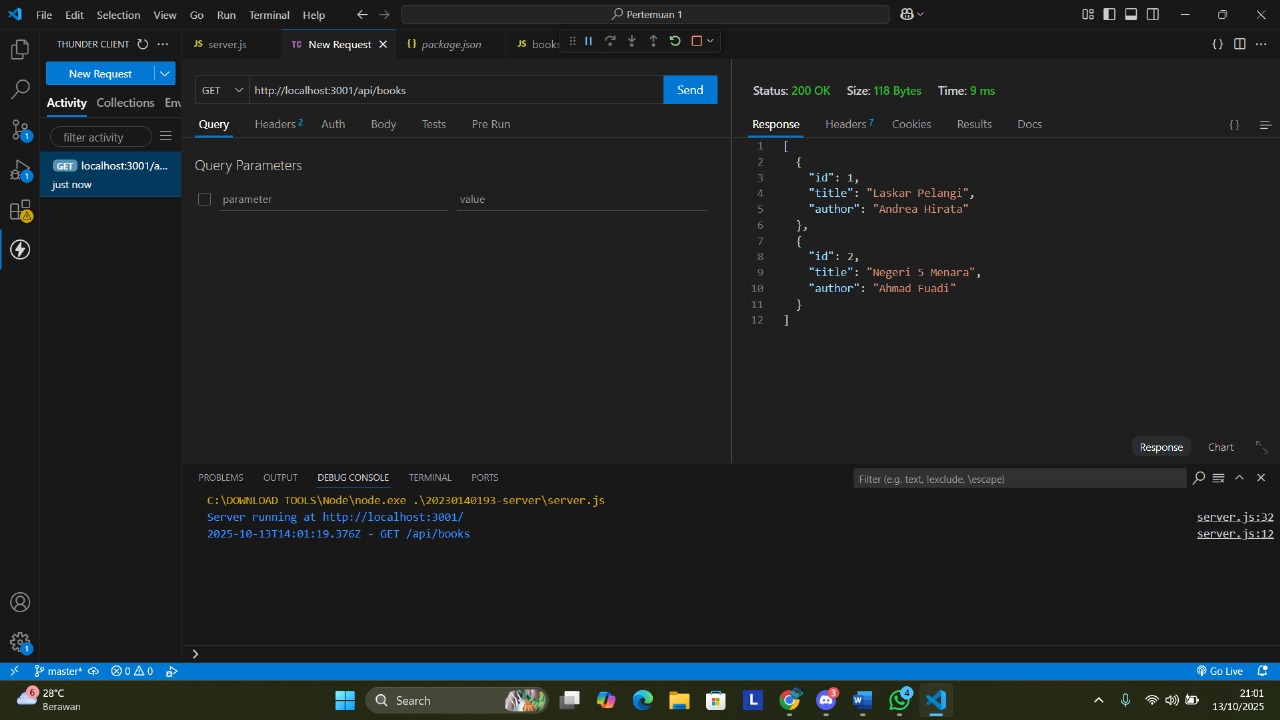 File Edit Selection View Go Run Terminal Help
Pertemuan 1
THUNDER CLIENT
JS server.js
TC New Request
{} package.json
JS books
New Request
Activity Collections Env
filter activity
GET localhost:3001/a...
just now
GET http://localhost:3001/api/books Send
Query Headers 2 Auth Body Tests Pre Run
Query Parameters
parameter value
Status: 200 OK Size: 118 Bytes Time: 9 ms
Response Headers 7 Cookies Results Docs {}
1 [
2 {
3 "id": 1,
4 "title": "Laskar Pelangi",
5 "author": "Andrea Hirata"
6 },
7 {
8 "id": 2,
9 "title": "Negeri 5 Menara",
10 "author": "Ahmad Fuadi"
11 }
12 ]
Response Chart
PROBLEMS OUTPUT DEBUG CONSOLE TERMINAL PORTS
Filter (e.g. text, !exclude, \escape)
C:\DOWNLOAD TOOLS\Node\node.exe .\20230140193-server\server.js
Server running at http://localhost:3001/ server.js:32
2025-10-13T14:01:19.376Z - GET /api/books server.js:12
1
1
1
master* 0 0 Go Live
6 28°C
Berawan
Search
L
3
4
21:01
13/10/2025